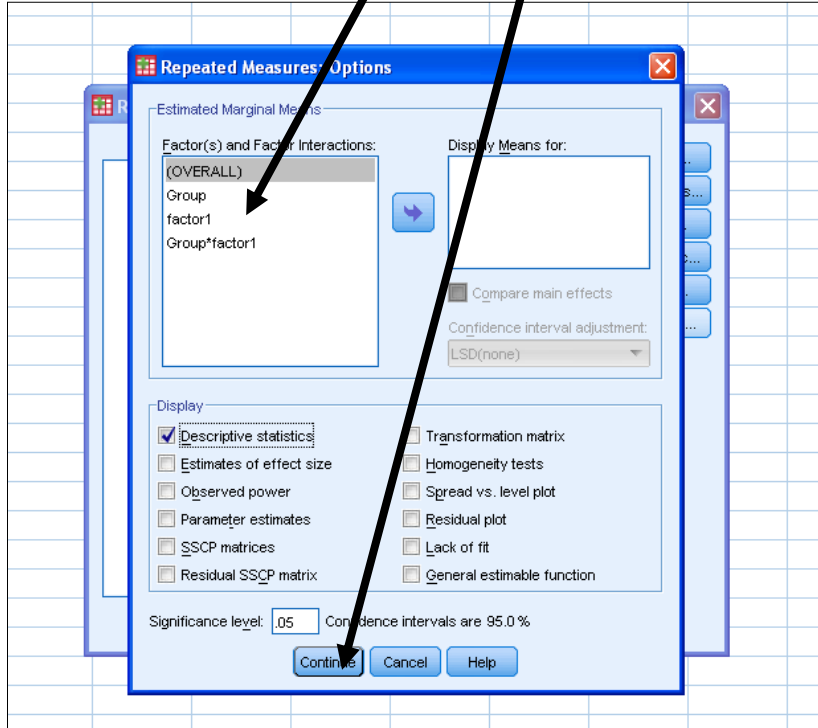 Repeated Measures: Options
R
Estimated Marginal Means
Factor(s) and Factor Interactions:
Display Means for:
(OVERALL)
Group
factor1
Group*factor1
Compare main effects
Confidence interval adjustment:
LSD(none)
Display
Descriptive statistics
Transformation matrix
Estimates of effect size
Homogeneity tests
Observed power
Spread vs. level plot
Parameter estimates
Residual plot
SSCP matrices
Lack of fit
Residual SSCP matrix
General estimable function
Significance level: .05 Confidence intervals are 95.0 %
Continue Cancel Help